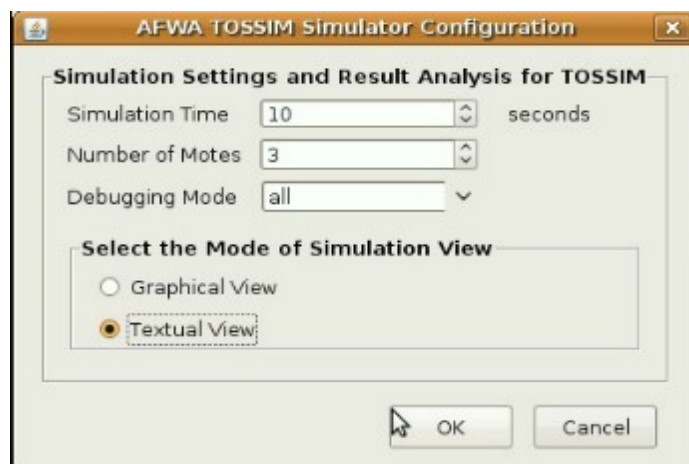 AFWA TOSSIM Simulator Configuration
Simulation Settings and Result Analysis for TOSSIM
Simulation Time 10 seconds
Number of Motes 3
Debugging Mode all
Select the Mode of Simulation View
Graphical View
Textual View
OK Cancel